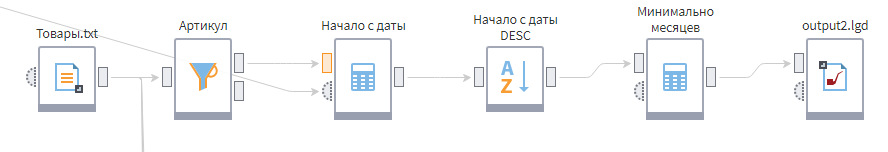 Товары.txt
Артикул
Начало с даты
Начало с даты
DESC
Минимально
месяцев
output2.lgd
A
Z